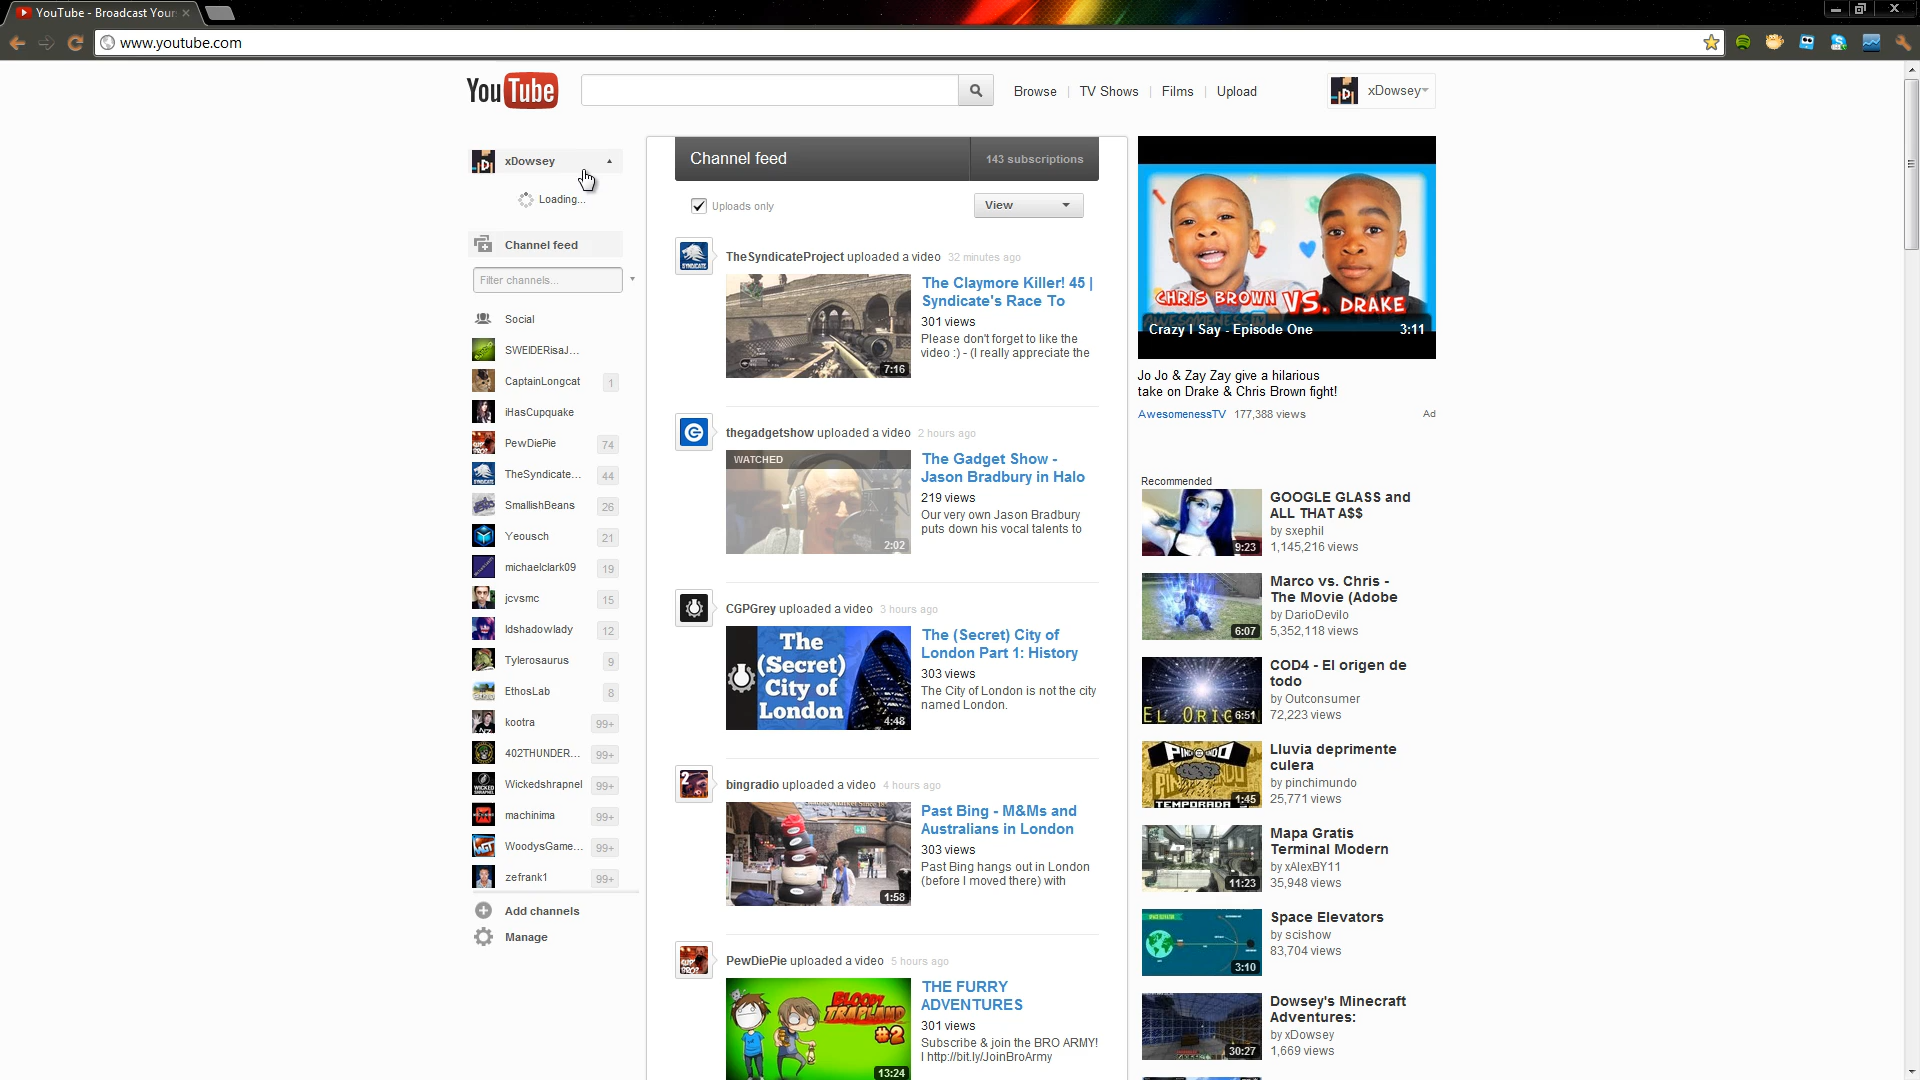 YouTube - Broadcast Your
www.youtube.com
YouTube
Browse
TV Shows
Films
Upload
xDowsey
xDowsey
Loading...
Channel feed
Filter channels...
Social
SWEIDERisaJ...
CaptainLongcat
1
iHasCupquake
PewDiePie
74
TheSyndicate...
44
SmallishBeans
26
Yeousch
21
michaelclark09
19
jcvsmc
15
ldshadowlady
12
Tylerosaurus
9
EthosLab
8
kootra
99+
402THUNDER...
99+
Wickedshrapnel
99+
machinima
99+
WoodysGame...
99+
zefrank1
99+
Add channels
Manage
Channel feed
143 subscriptions
Uploads only
View
TheSyndicateProject uploaded a video 32 minutes ago
7:16
The Claymore Killer! 45 |
Syndicate's Race To
301 views
Please don't forget to like the
video :) - (I really appreciate the
thegadgetshow uploaded a video 2 hours ago
WATCHED
2:02
The Gadget Show -
Jason Bradbury in Halo
219 views
Our very own Jason Bradbury
puts down his vocal talents to
CGPGrey uploaded a video 3 hours ago
The
(Secret)
City of
London
4:48
The (Secret) City of
London Part 1: History
303 views
The City of London is not the city
named London.
bingradio uploaded a video 4 hours ago
1:58
Past Bing - M&Ms and
Australians in London
303 views
Past Bing hangs out in London
(before I moved there) with
PewDiePie uploaded a video 5 hours ago
BLOODY
TRAPLAND
#2
13:24
THE FURRY
ADVENTURES
301 views
Subscribe & join the BRO ARMY!
! http://bit.ly/JoinBroArmy
CHRIS BROWN VS. DRAKE
Crazy I Say - Episode One
3:11
Jo Jo & Zay Zay give a hilarious
take on Drake & Chris Brown fight!
AwesomenessTV 177,388 views
Ad
Recommended
9:23
GOOGLE GLASS and
ALL THAT A$$
by sxephil
1,145,216 views
6:07
Marco vs. Chris -
The Movie (Adobe
by DarioDevilo
5,352,118 views
EL ORIG
6:51
COD4 - El origen de
todo
by Outconsumer
72,223 views
TEMPORADA
1:45
Lluvia deprimente
culera
by pinchimundo
25,771 views
11:23
Mapa Gratis
Terminal Modern
by xAlexBY11
35,948 views
3:10
Space Elevators
by scishow
83,704 views
30:27
Dowsey's Minecraft
Adventures:
by xDowsey
1,669 views